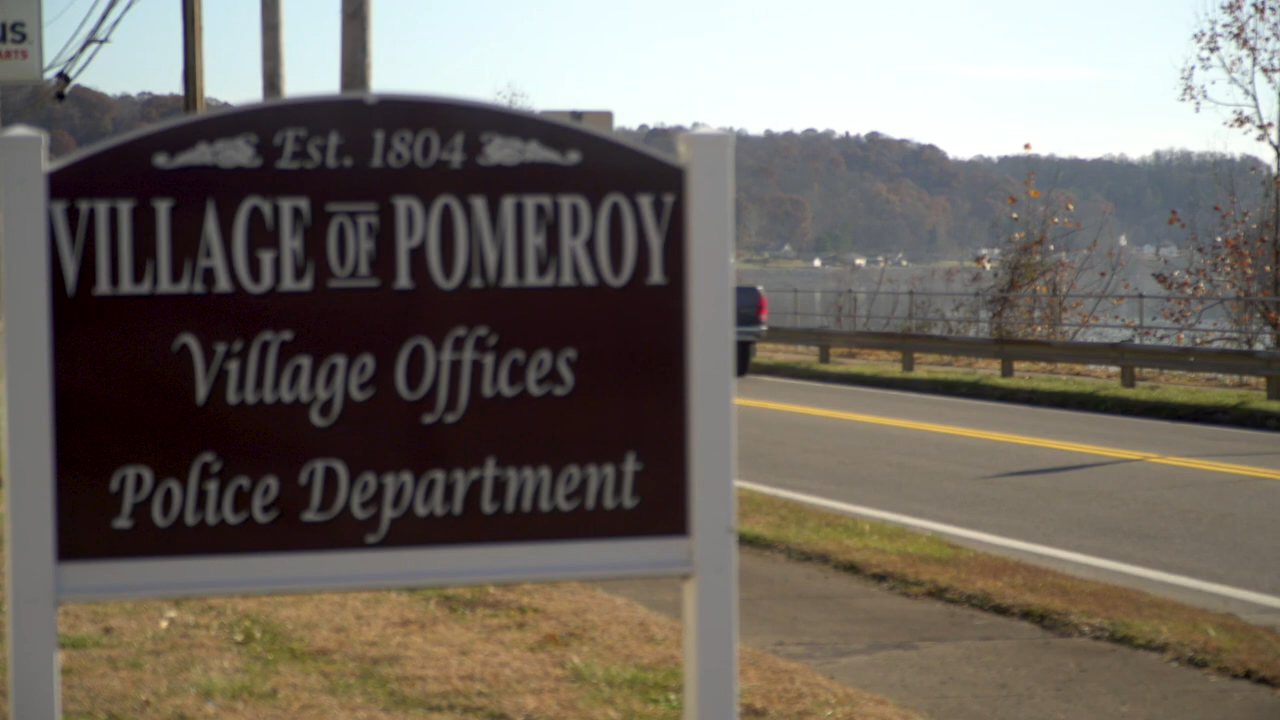 Est. 1804
VILLAGE OF POMEROY
Village Offices
Police Department